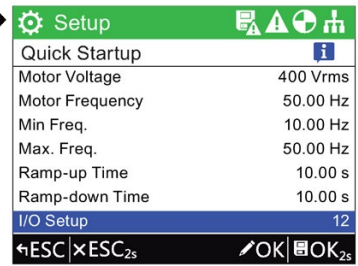 Setup
Quick Startup
Motor Voltage 400 Vrms
Motor Frequency 50.00 Hz
Min Freq. 10.00 Hz
Max. Freq. 50.00 Hz
Ramp-up Time 10.00 s
Ramp-down Time 10.00 s
I/O Setup 12
ESC ESC2s OK OK2s